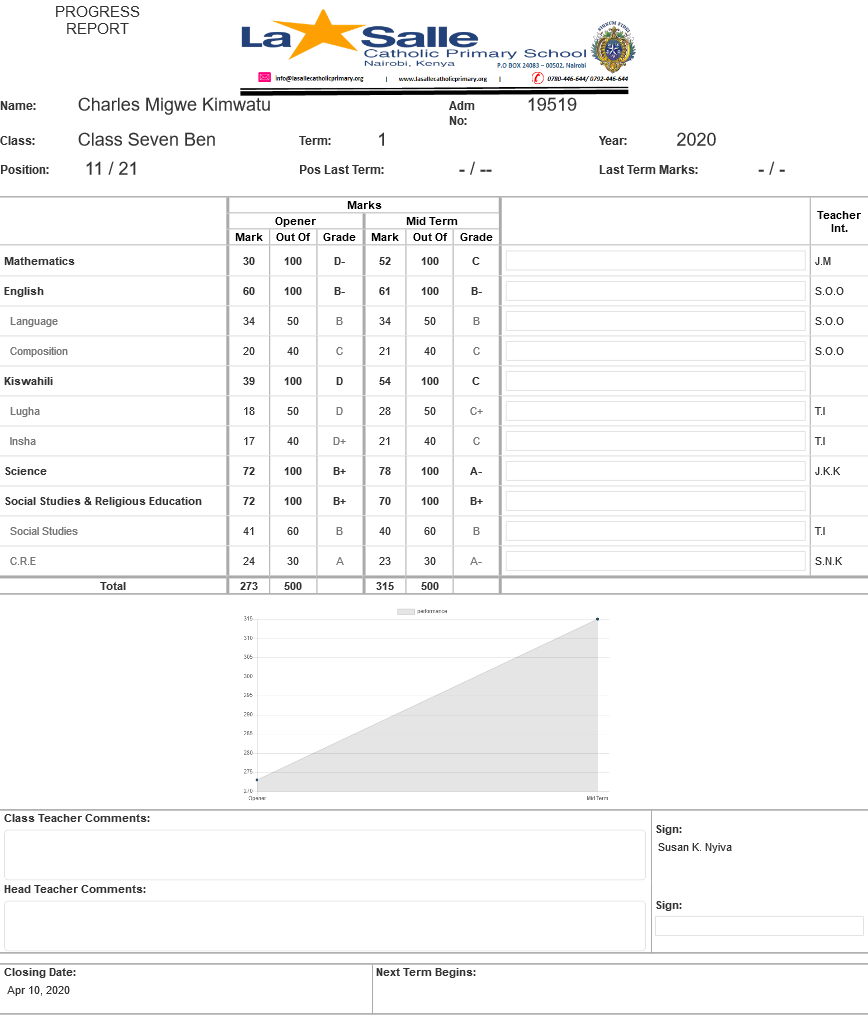 PROGRESS
REPORT
La Salle
Catholic Primary School
Nairobi, Kenya
P.O BOX 24083 – 00502, Nairobi
info@lasallecatholicprimary.org | www.lasallecatholicprimary.org | 0780-446-644/ 0792-446-644
Name: Charles Migwe Kimwatu Adm No: 19519
Class: Class Seven Ben Term: 1 Year: 2020
Position: 11 / 21 Pos Last Term: - / -- Last Term Marks: - / -
Marks
Opener Mid Term Teacher Int.
Mark Out Of Grade Mark Out Of Grade
Mathematics 30 100 D- 52 100 C J.M
English 60 100 B- 61 100 B- S.O.O
Language 34 50 B 34 50 B S.O.O
Composition 20 40 C 21 40 C S.O.O
Kiswahili 39 100 D 54 100 C
Lugha 18 50 D 28 50 C+ T.I
Insha 17 40 D+ 21 40 C T.I
Science 72 100 B+ 78 100 A- J.K.K
Social Studies & Religious Education 72 100 B+ 70 100 B+
Social Studies 41 60 B 40 60 B T.I
C.R.E 24 30 A 23 30 A- S.N.K
Total 273 500 315 500
performance
315
310
305
300
295
290
285
280
275
270
Opener Mid Term
Class Teacher Comments:
Sign:
Susan K. Nyiva
Head Teacher Comments:
Sign:
Closing Date: Next Term Begins:
Apr 10, 2020